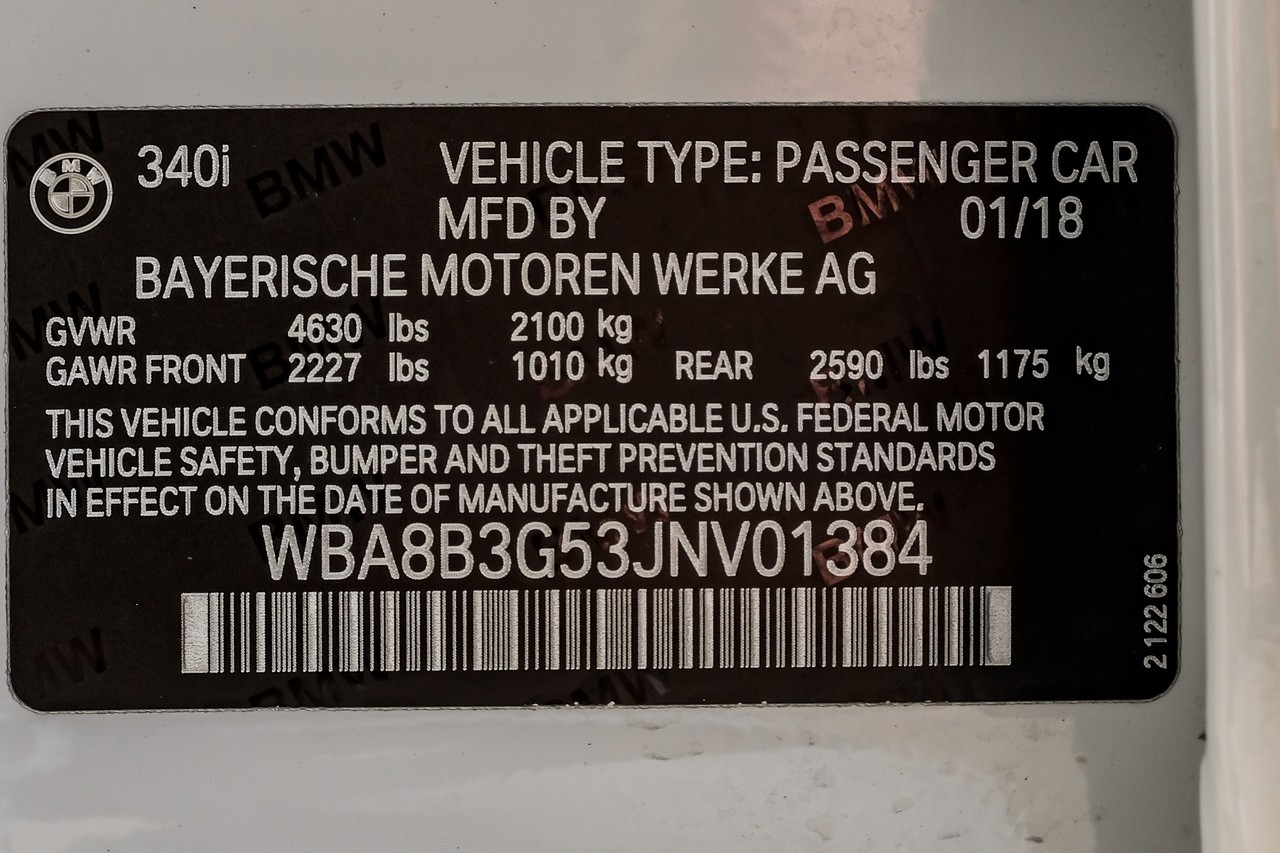 BMW 340i VEHICLE TYPE: PASSENGER CAR
MFD BY 01/18
BAYERISCHE MOTOREN WERKE AG
GVWR 4630 lbs 2100 kg
GAWR FRONT 2227 lbs 1010 kg REAR 2590 lbs 1175 kg
THIS VEHICLE CONFORMS TO ALL APPLICABLE U.S. FEDERAL MOTOR
VEHICLE SAFETY, BUMPER AND THEFT PREVENTION STANDARDS
IN EFFECT ON THE DATE OF MANUFACTURE SHOWN ABOVE.
WBA8B3G53JNV01384
2 122 606